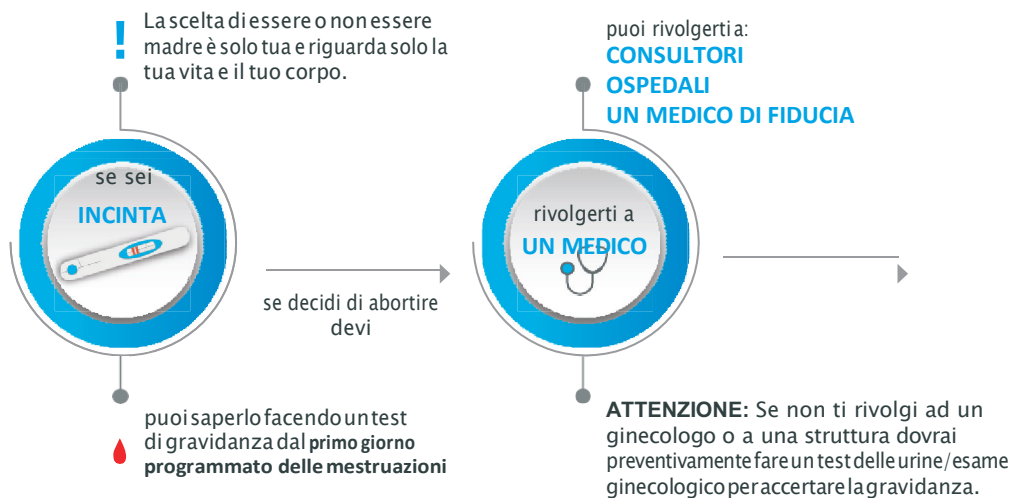 !
La scelta di essere o non essere
madre è solo tua e riguarda solo la
tua vita e il tuo corpo.
se sei
INCINTA
puoi saperlo facendo un test
di gravidanza dal primo giorno
programmato delle mestruazioni
se decidi di abortire
devi
puoi rivolgerti a:
CONSULTORI
OSPEDALI
UN MEDICO DI FIDUCIA
rivolgerti a
UN MEDICO
ATTENZIONE: Se non ti rivolgi ad un
ginecologo o a una struttura dovrai
preventivamente fare un test delle urine/esame
ginecologico per accertare la gravidanza.